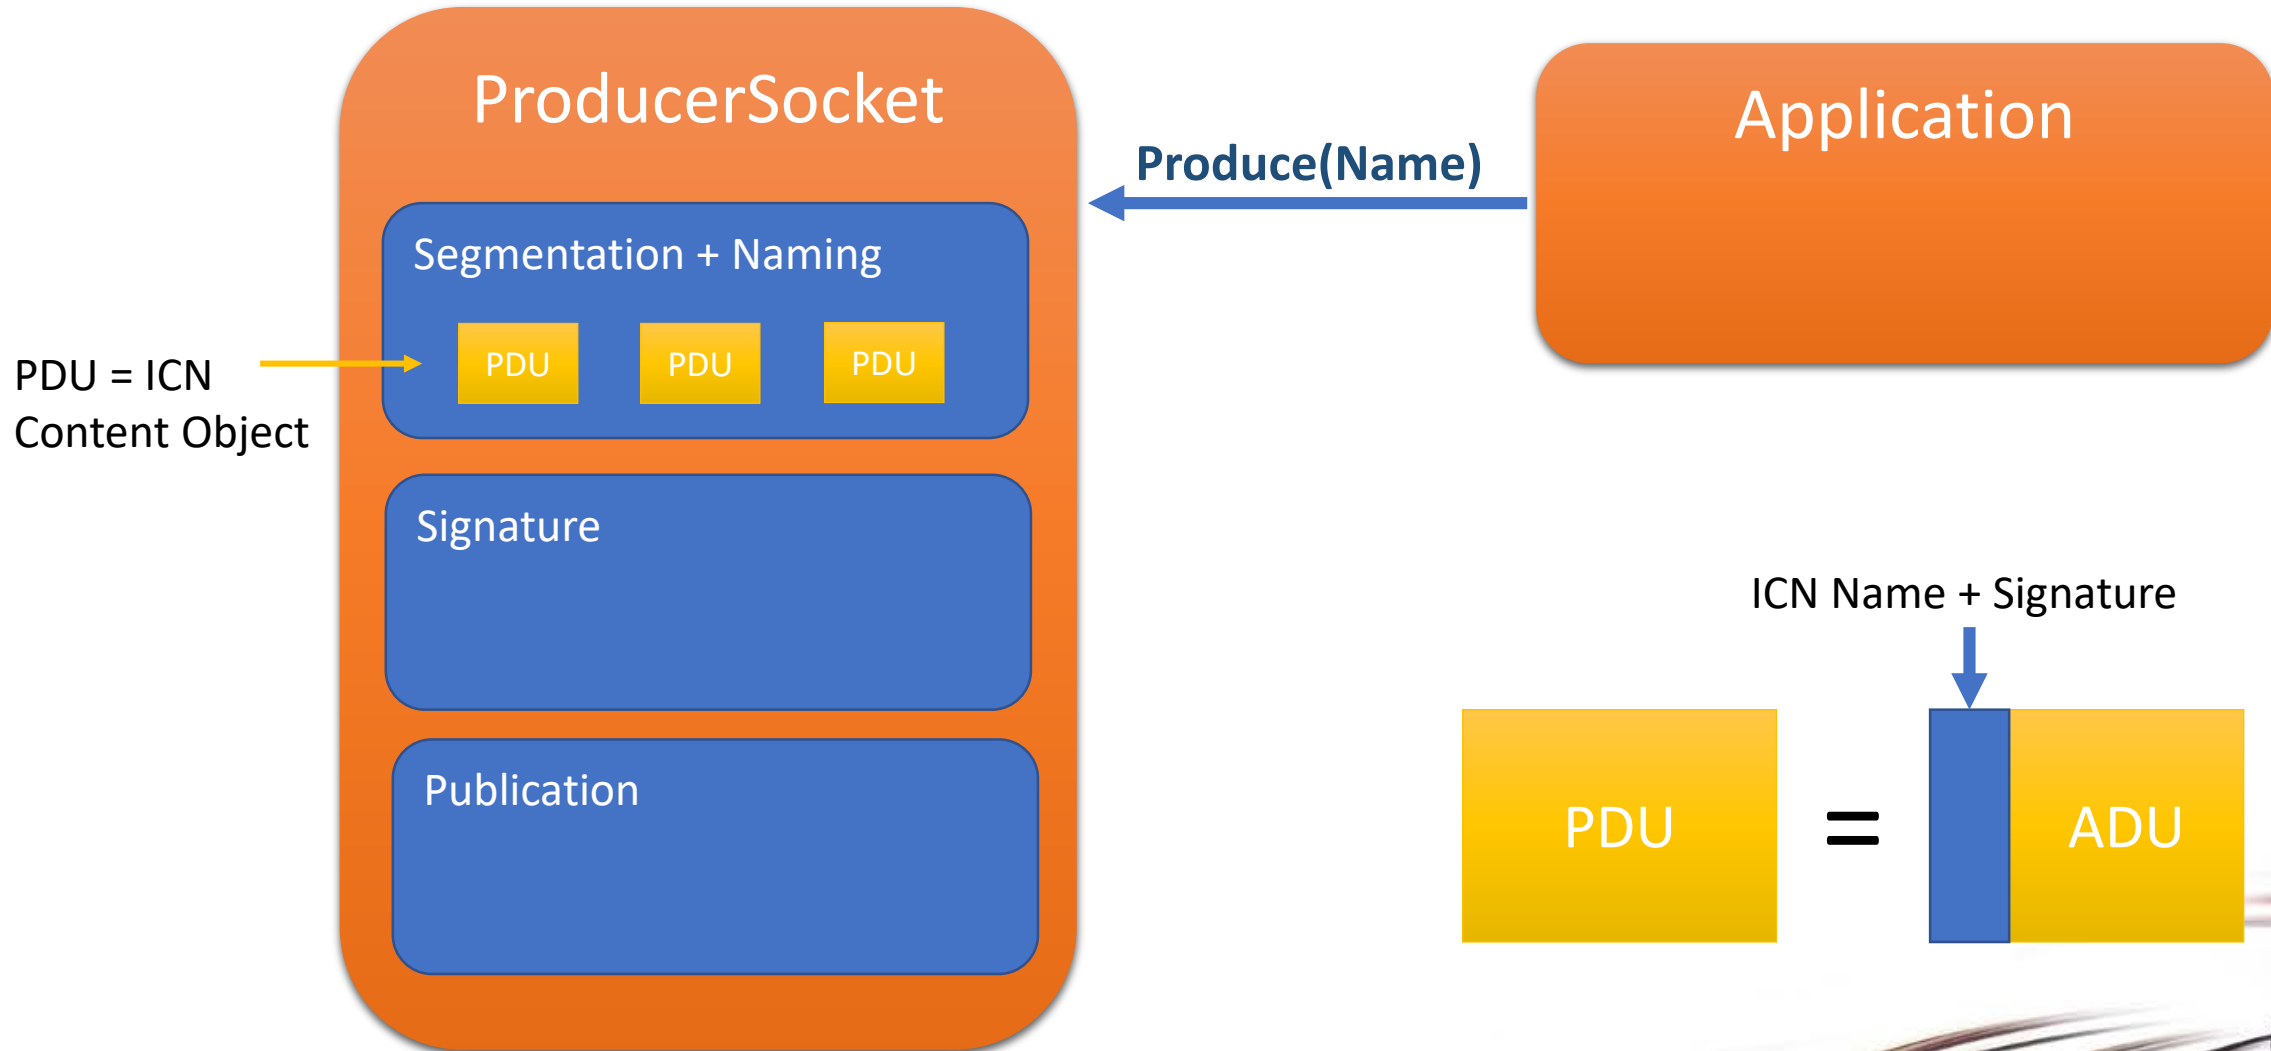 ProducerSocket
Application
Produce(Name)
Segmentation + Naming
PDU
PDU
PDU
PDU = ICN
Content Object
Signature
Publication
ICN Name + Signature
PDU
=
ADU